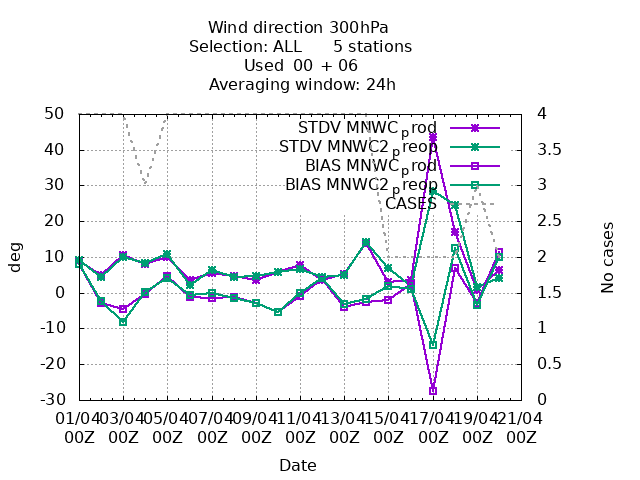 Wind direction 300hPa
Selection: ALL 5 stations
Used 00 + 06
Averaging window: 24h
50 4
40 3.5
30 3
20 2.5
10 2
0 1.5
-10 1
-20 0.5
-30 0
STDV MNWC_prod
STDV MNWC2_preop
BIAS MNWC_prod
BIAS MNWC2_preop
CASES
deg
No cases
01/04 03/04 05/04 07/04 09/04 11/04 13/04 15/04 17/04 19/04 21/04
00Z 00Z 00Z 00Z 00Z 00Z 00Z 00Z 00Z 00Z 00Z
Date